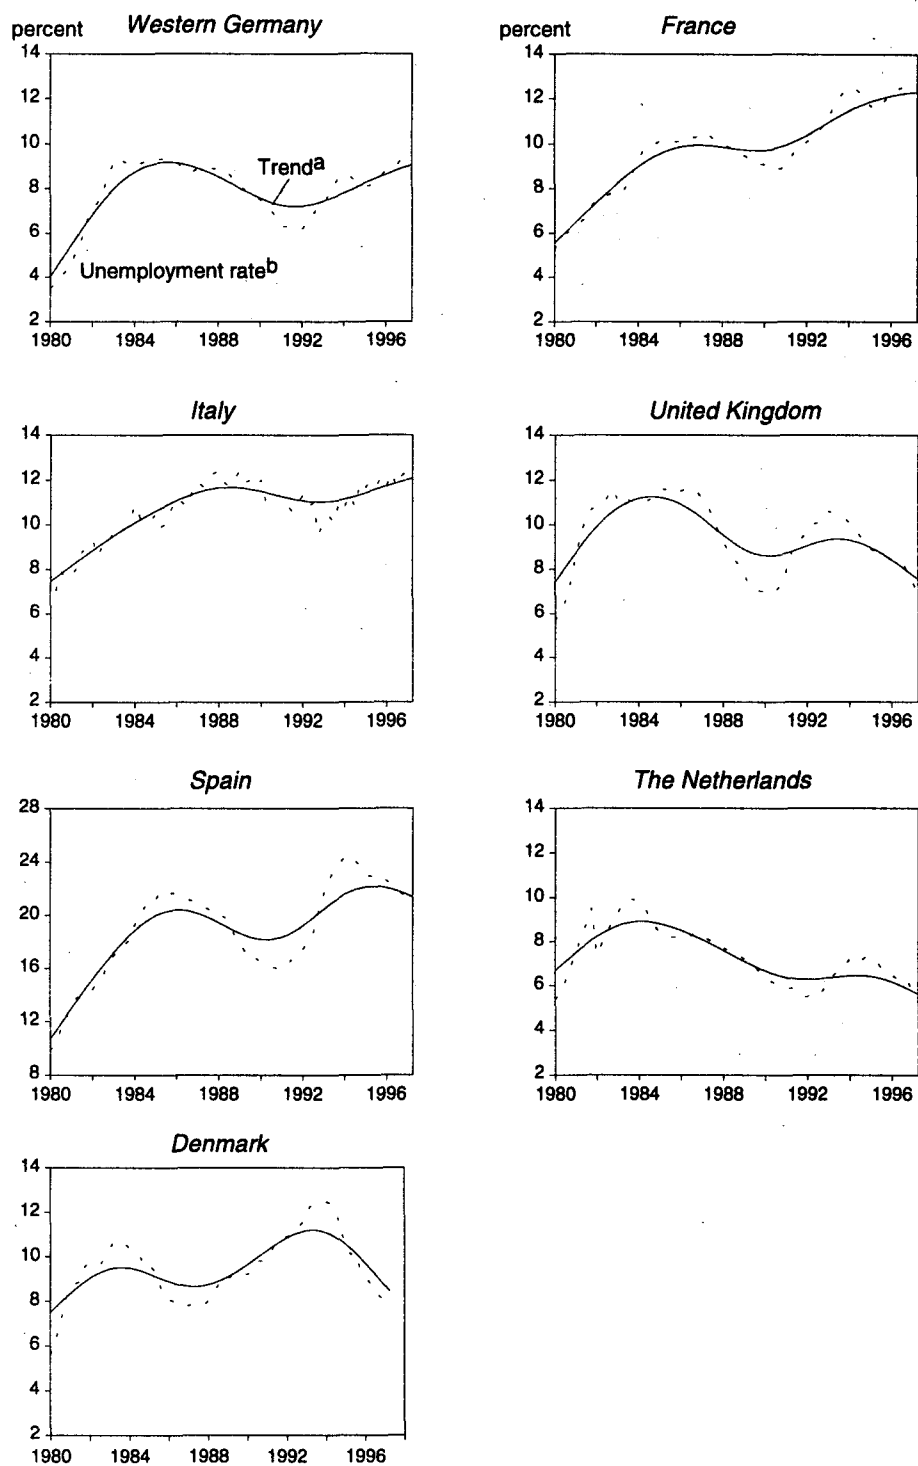 Western Germany
percent
14
12
10
8
6
4
2
Trend^a
Unemployment rate^b
1980 1984 1988 1992 1996
France
percent
14
12
10
8
6
4
2
1980 1984 1988 1992 1996
Italy
14
12
10
8
6
4
2
1980 1984 1988 1992 1996
United Kingdom
14
12
10
8
6
4
2
1980 1984 1988 1992 1996
Spain
28
24
20
16
12
8
1980 1984 1988 1992 1996
The Netherlands
14
12
10
8
6
4
2
1980 1984 1988 1992 1996
Denmark
14
12
10
8
6
4
2
1980 1984 1988 1992 1996